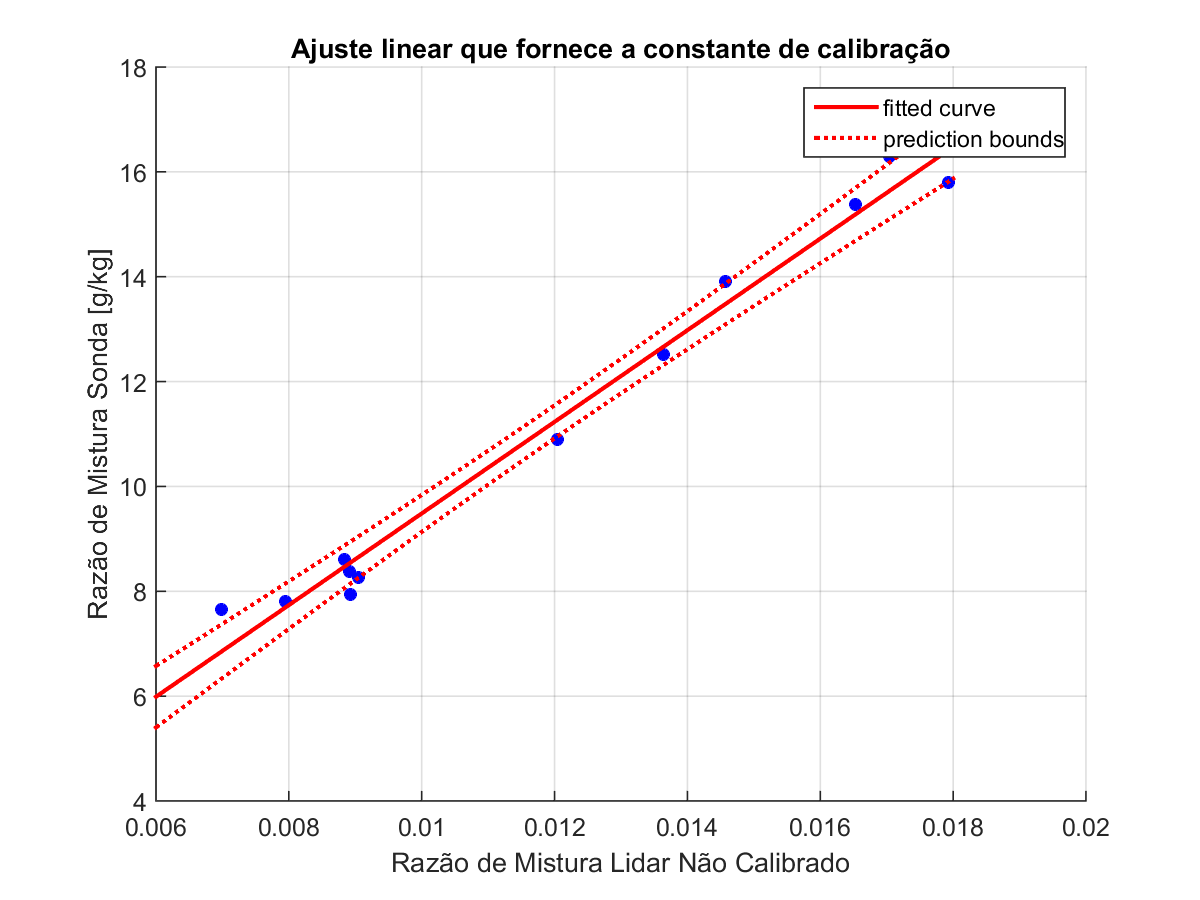 Ajuste linear que fornece a constante de calibração
18
16
14
12
10
8
6
4
Razão de Mistura Sonda [g/kg]
fitted curve
prediction bounds
0.006 0.008 0.01 0.012 0.014 0.016 0.018 0.02
Razão de Mistura Lidar Não Calibrado